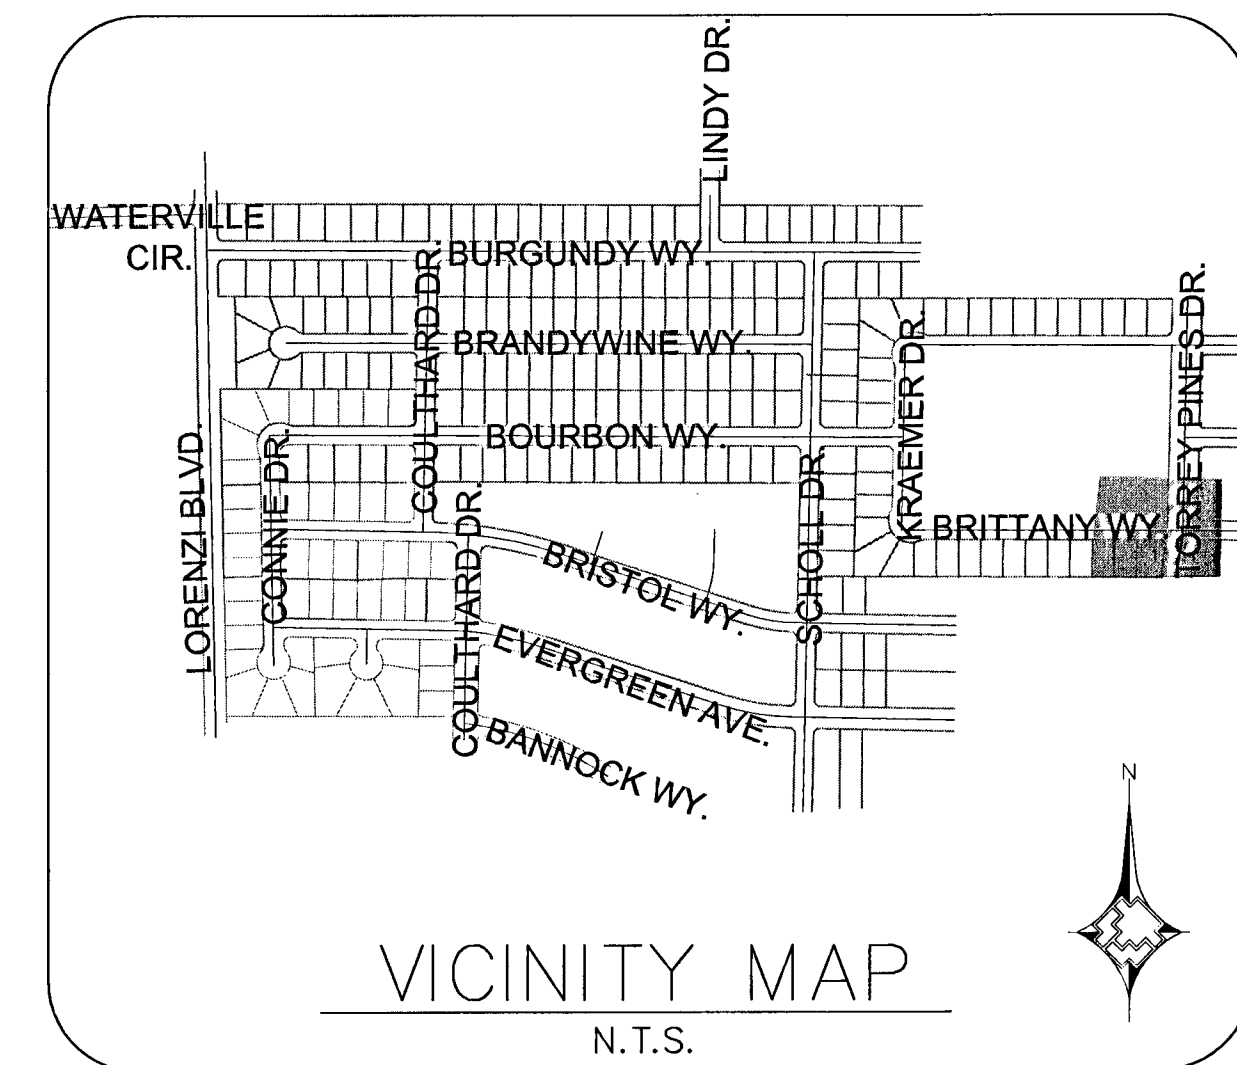 LINDY DR.
WATERVILLE
CIR.
BURGUNDY WY.
COULTHARD DR.
BRANDYWINE WY.
KRAEMER DR.
TORREY PINES DR.
BOURBON WY.
LORENZI BLVD.
CONNIE DR.
SCHOLL DR.
COULTHARD DR.
BRITTANY WY.
BRISTOL WY.
EVERGREEN AVE.
BANNOCK WY.
N
VICINITY MAP
N.T.S.